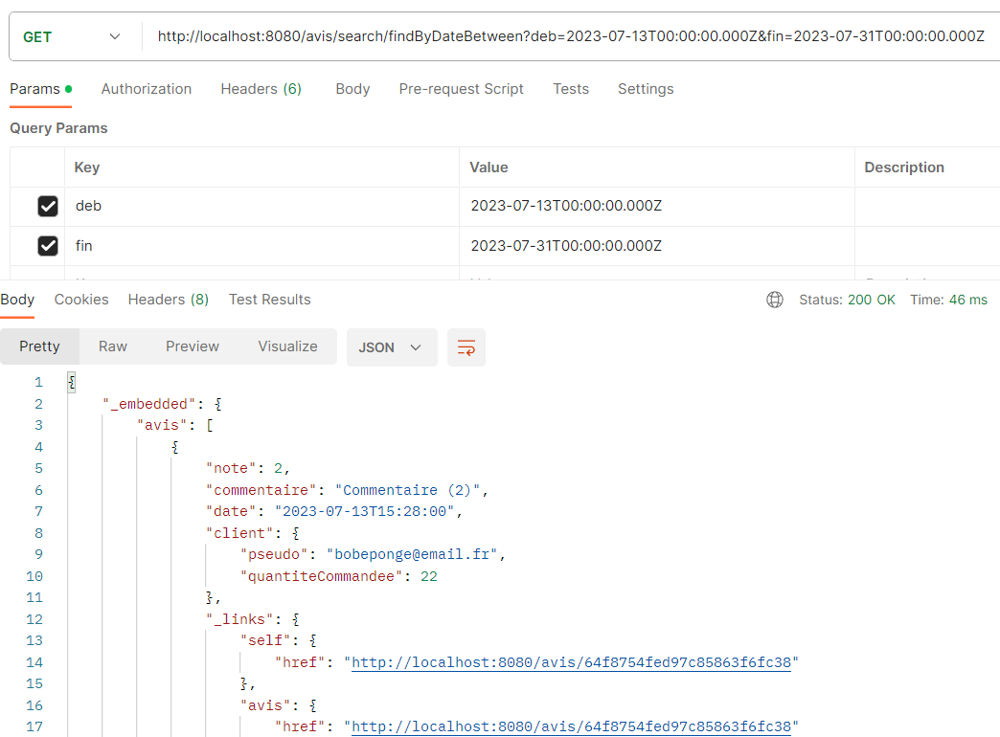 GET http://localhost:8080/avis/search/findByDateBetween?deb=2023-07-13T00:00:00.000Z&fin=2023-07-31T00:00:00.000Z
Params Authorization Headers (6) Body Pre-request Script Tests Settings
Query Params
Key Value Description
deb 2023-07-13T00:00:00.000Z
fin 2023-07-31T00:00:00.000Z
Body Cookies Headers (8) Test Results Status: 200 OK Time: 46 ms
Pretty Raw Preview Visualize JSON
1 {
2 "_embedded": {
3 "avis": [
4 {
5 "note": 2,
6 "commentaire": "Commentaire (2)",
7 "date": "2023-07-13T15:28:00",
8 "client": {
9 "pseudo": "bobeponge@email.fr",
10 "quantiteCommandee": 22
11 },
12 "_links": {
13 "self": {
14 "href": "http://localhost:8080/avis/64f8754fed97c85863f6fc38"
15 },
16 "avis": {
17 "href": "http://localhost:8080/avis/64f8754fed97c85863f6fc38"